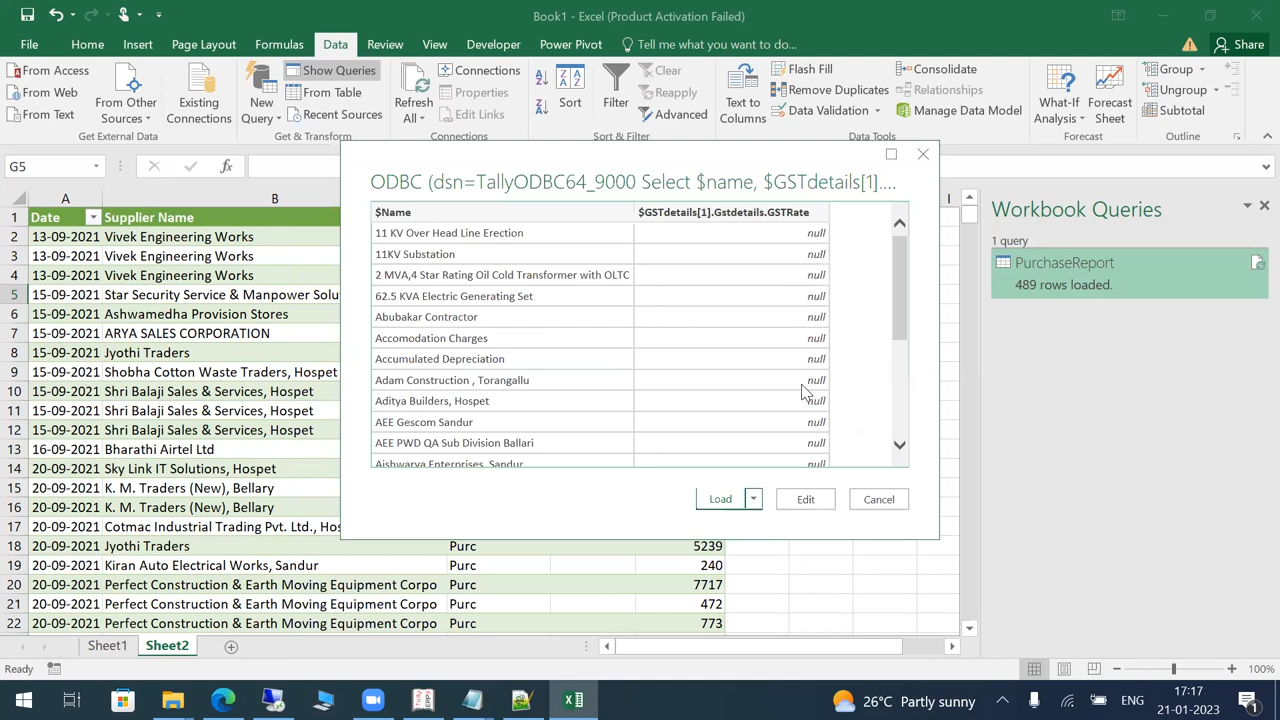 Book1 - Excel (Product Activation Failed)
File Home Insert Page Layout Formulas Data Review View Developer Power Pivot Tell me what you want to do... Share
From Access
From Web
From Text
From Other Sources
Existing Connections
Get External Data
New Query
Show Queries
From Table
Recent Sources
Get & Transform
Refresh All
Connections
Properties
Edit Links
Connections
Sort
Filter
Clear
Reapply
Advanced
Sort & Filter
Text to Columns
Flash Fill
Remove Duplicates
Data Validation
Consolidate
Relationships
Manage Data Model
Data Tools
What-If Analysis
Forecast Sheet
Forecast
Group
Ungroup
Subtotal
Outline
G5 fx
A B I
1 Date Supplier Name
2 13-09-2021 Vivek Engineering Works
3 13-09-2021 Vivek Engineering Works
4 13-09-2021 Vivek Engineering Works
5 15-09-2021 Star Security Service & Manpower Solu
6 15-09-2021 Ashwamedha Provision Stores
7 15-09-2021 ARYA SALES CORPORATION
8 15-09-2021 Jyothi Traders
9 15-09-2021 Shobha Cotton Waste Traders, Hospet
10 15-09-2021 Shri Balaji Sales & Services, Hospet
11 15-09-2021 Shri Balaji Sales & Services, Hospet
12 15-09-2021 Shri Balaji Sales & Services, Hospet
13 16-09-2021 Bharathi Airtel Ltd
14 20-09-2021 Sky Link IT Solutions, Hospet
15 20-09-2021 K. M. Traders (New), Bellary
16 20-09-2021 K. M. Traders (New), Bellary
17 20-09-2021 Cotmac Industrial Trading Pvt. Ltd., Ho
18 20-09-2021 Jyothi Traders Purc 5239
19 20-09-2021 Kiran Auto Electrical Works, Sandur Purc 240
20 20-09-2021 Perfect Construction & Earth Moving Equipment Corpo Purc 7717
21 20-09-2021 Perfect Construction & Earth Moving Equipment Corpo Purc 472
22 20-09-2021 Perfect Construction & Earth Moving Equipment Corpo Purc 773
ODBC (dsn=TallyODBC64_9000 Select $name, $GSTdetails[1]....
$Name $GSTdetails[1].Gstdetails.GSTRate
11 KV Over Head Line Erection null
11KV Substation null
2 MVA,4 Star Rating Oil Cold Transformer with OLTC null
62.5 KVA Electric Generating Set null
Abubakar Contractor null
Accomodation Charges null
Accumulated Depreciation null
Adam Construction , Torangallu null
Aditya Builders, Hospet null
AEE Gescom Sandur null
AEE PWD QA Sub Division Ballari null
Aishwarya Enterprises, Sandur null
Load Edit Cancel
Workbook Queries
1 query
PurchaseReport
489 rows loaded.
Sheet1 Sheet2
Ready 100%
26°C Partly sunny ENG 17:17
21-01-2023
1